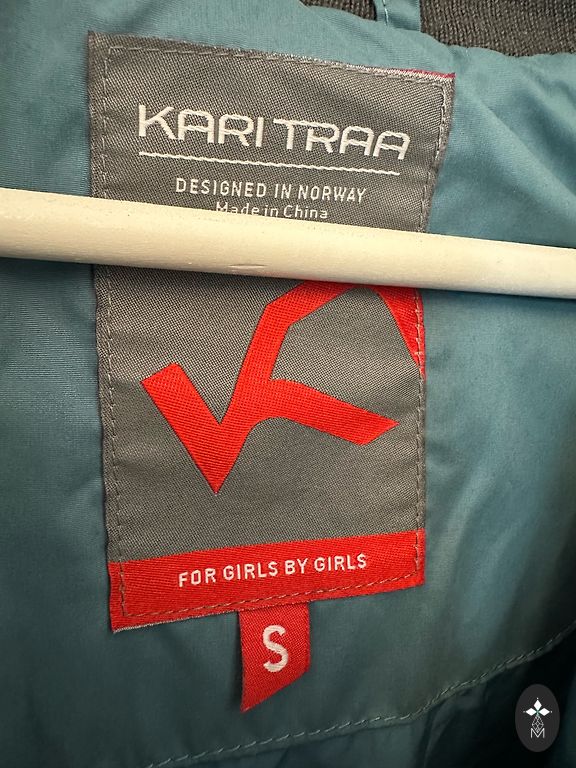 KARI TRAA
DESIGNED IN NORWAY
Made in China
FOR GIRLS BY GIRLS
S